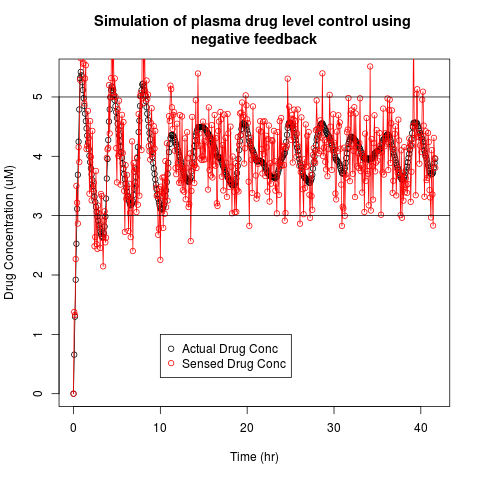 Simulation of plasma drug level control using
negative feedback
Drug Concentration (uM)
5
4
3
2
1
0
Actual Drug Conc
Sensed Drug Conc
0 10 20 30 40
Time (hr)